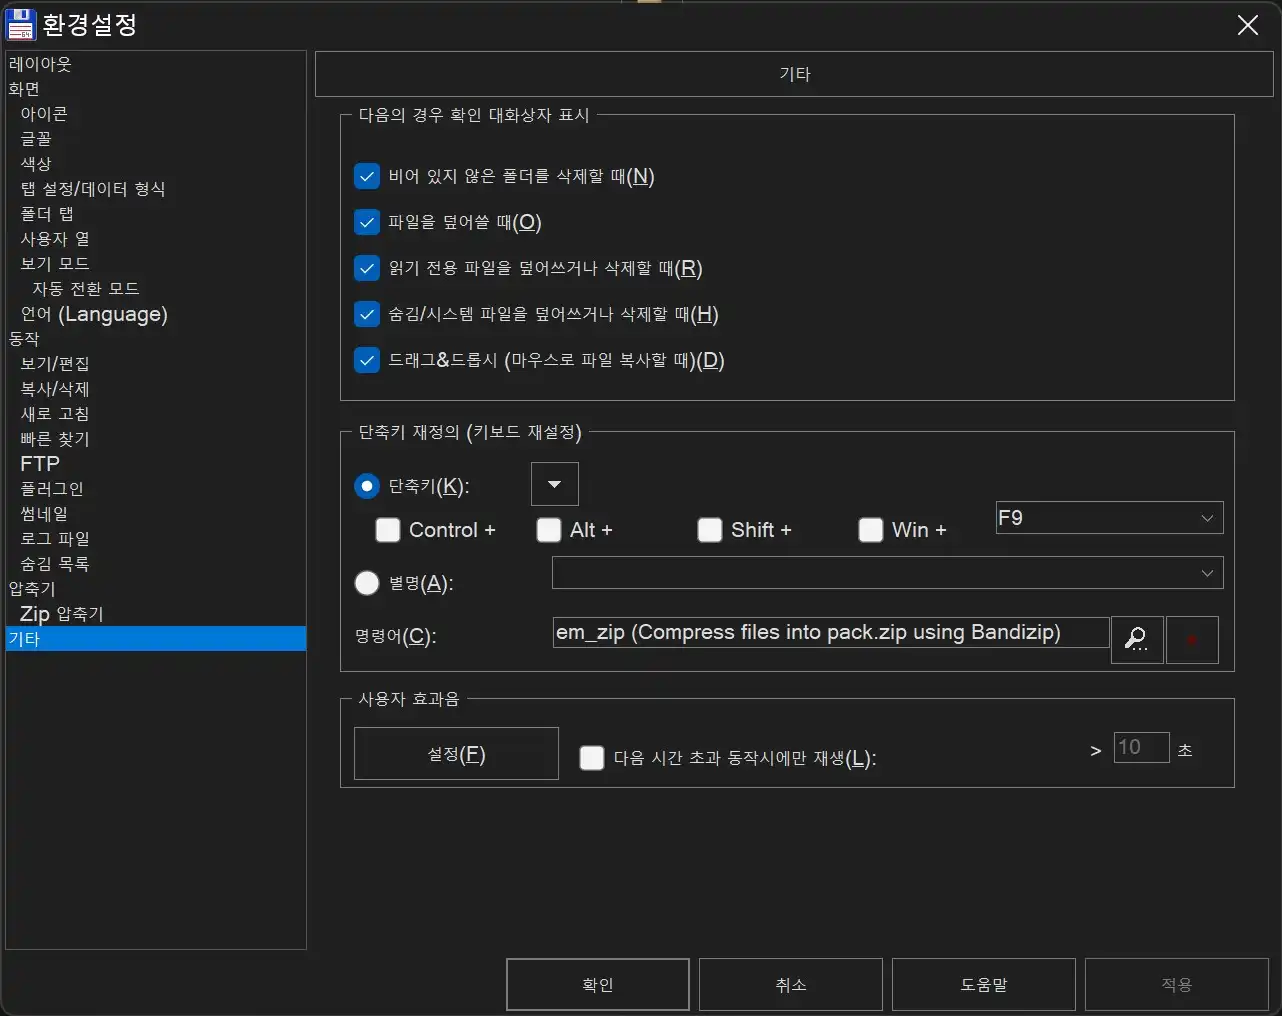 환경설정
레이아웃
화면
아이콘
글꼴
색상
탭 설정/데이터 형식
폴더 탭
사용자 열
보기 모드
자동 전환 모드
언어 (Language)
동작
보기/편집
복사/삭제
새로 고침
빠른 찾기
FTP
플러그인
썸네일
로그 파일
숨김 목록
압축기
Zip 압축기
기타
기타
다음의 경우 확인 대화상자 표시
비어 있지 않은 폴더를 삭제할 때(N)
파일을 덮어쓸 때(O)
읽기 전용 파일을 덮어쓰거나 삭제할 때(R)
숨김/시스템 파일을 덮어쓰거나 삭제할 때(H)
드래그&드롭시 (마우스로 파일 복사할 때)(D)
단축키 재정의 (키보드 재설정)
단축키(K):
Control + Alt + Shift + Win + F9
별명(A):
명령어(C): em_zip (Compress files into pack.zip using Bandizip)
사용자 효과음
설정(F) 다음 시간 초과 동작시에만 재생(L): > 10 초
확인 취소 도움말 적용